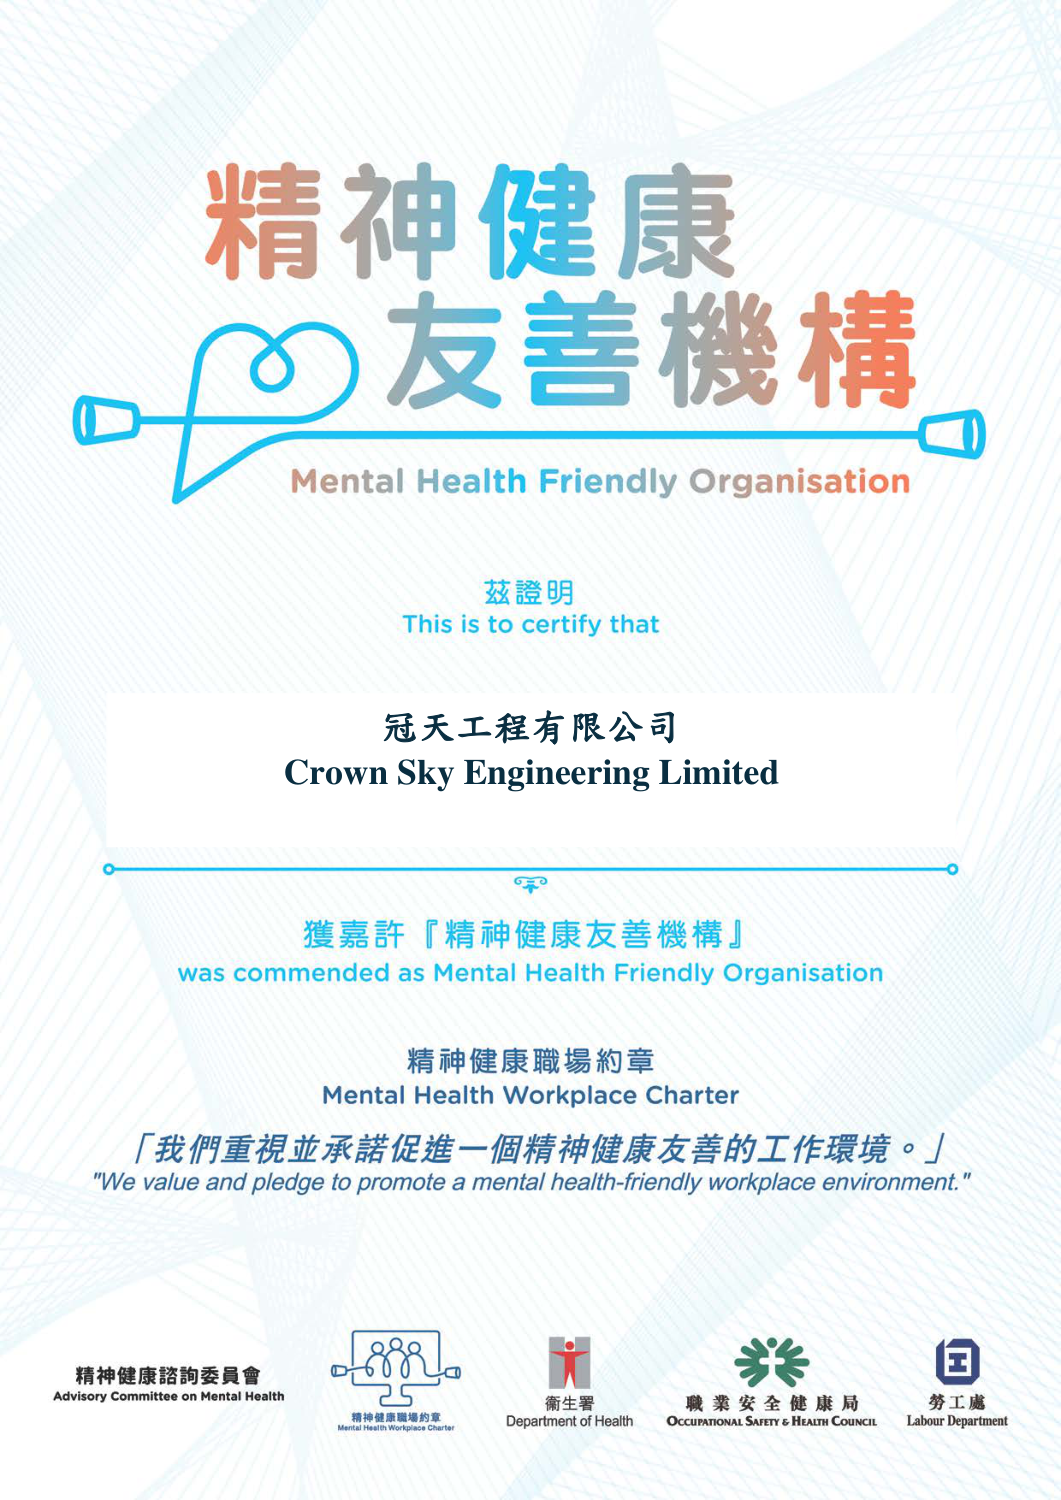 精神健康
友善機構
Mental Health Friendly Organisation
茲證明
This is to certify that
冠天工程有限公司
Crown Sky Engineering Limited
獲嘉許『精神健康友善機構』
was commended as Mental Health Friendly Organisation
精神健康職場約章
Mental Health Workplace Charter
「我們重視並承諾促進一個精神健康友善的工作環境。」
"We value and pledge to promote a mental health-friendly workplace environment."
精神健康諮詢委員會
Advisory Committee on Mental Health
精神健康職場約章
Mental Health Workplace Charter
衞生署
Department of Health
職業安全健康局
OCCUPATIONAL SAFETY & HEALTH COUNCIL
勞工處
Labour Department